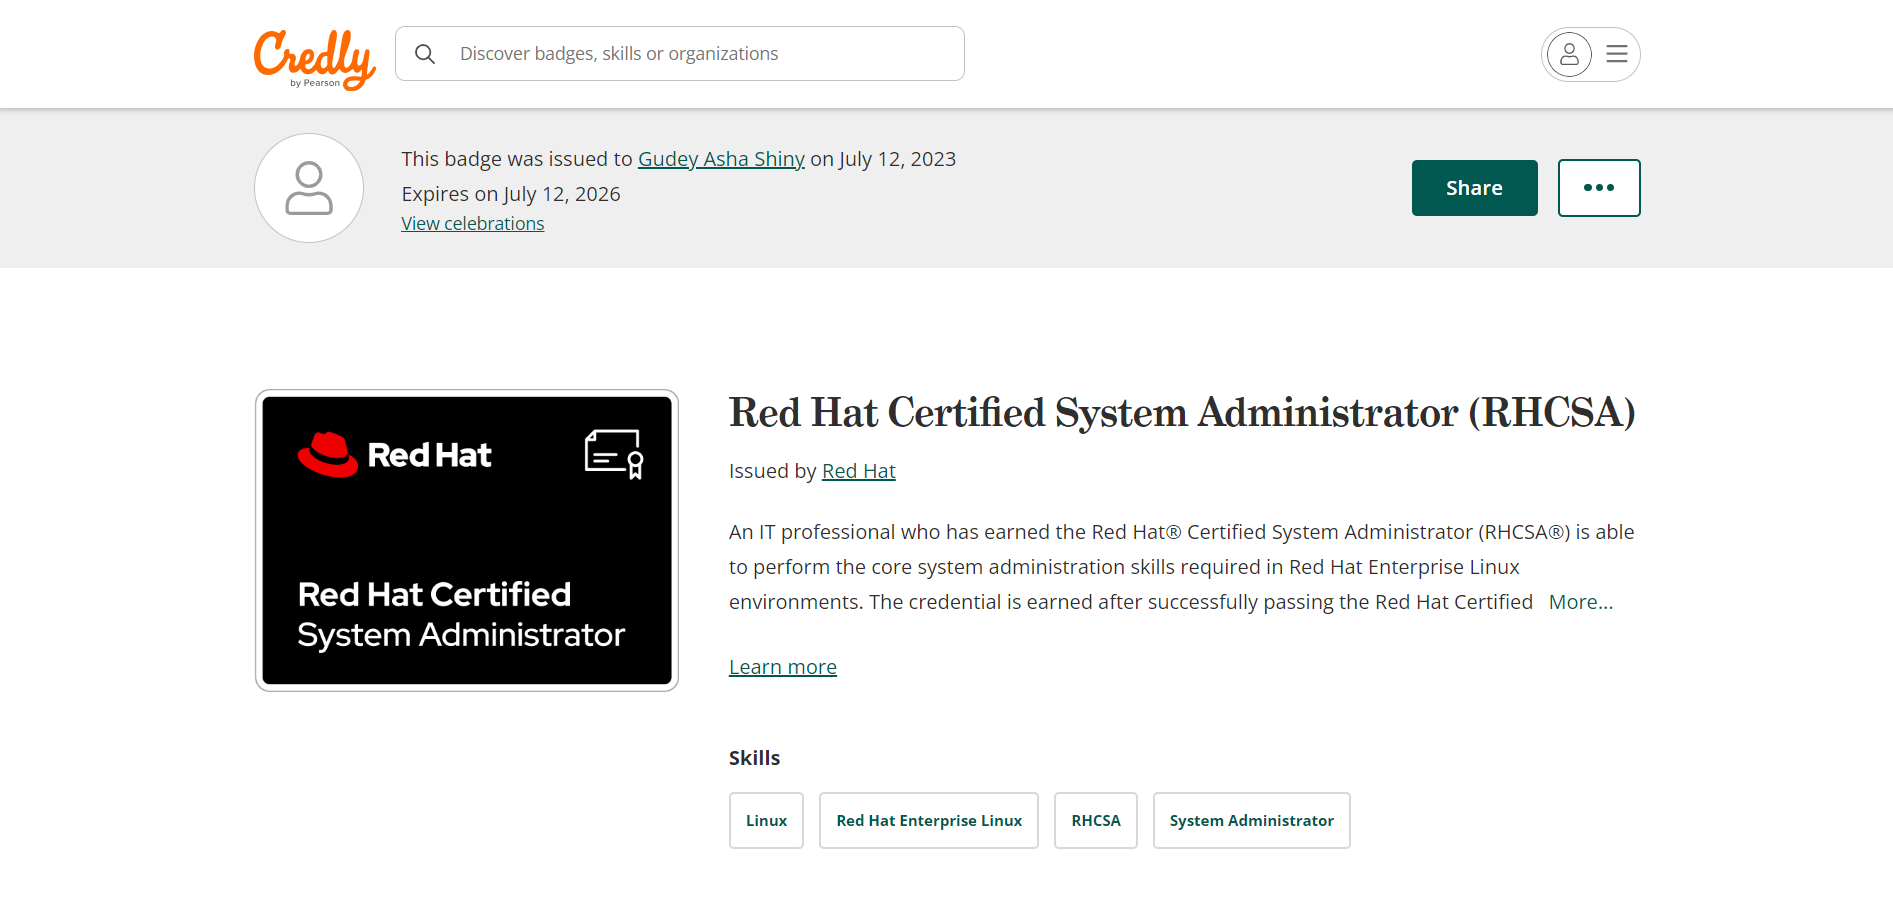 Credly
by Pearson
Discover badges, skills or organizations
This badge was issued to Gudey Asha Shiny on July 12, 2023
Expires on July 12, 2026
View celebrations
Share
Red Hat
Red Hat Certified
System Administrator
Red Hat Certified System Administrator (RHCSA)
Issued by Red Hat
An IT professional who has earned the Red Hat® Certified System Administrator (RHCSA®) is able
to perform the core system administration skills required in Red Hat Enterprise Linux
environments. The credential is earned after successfully passing the Red Hat Certified More...
Learn more
Skills
Linux
Red Hat Enterprise Linux
RHCSA
System Administrator